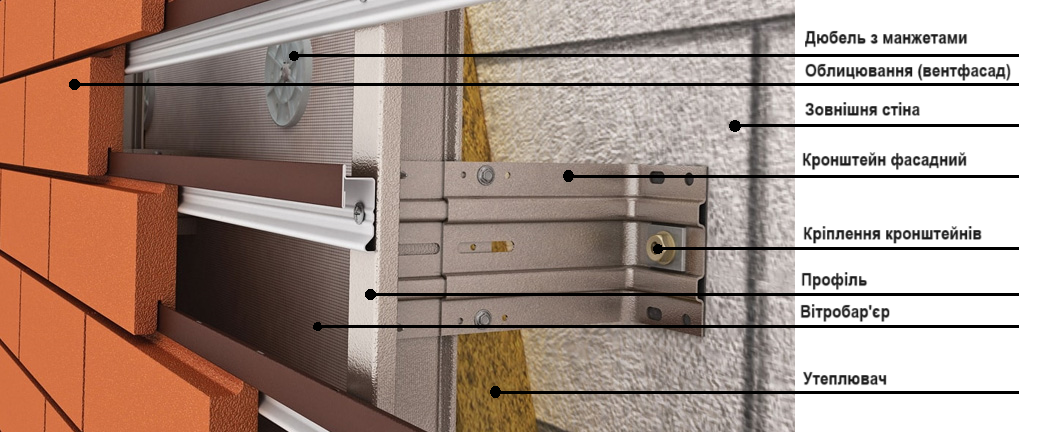 Дюбель з манжетами
Облицювання (вентфасад)
Зовнішня стіна
Кронштейн фасадний
Кріплення кронштейнів
Профіль
Вітробар'єр
Утеплювач